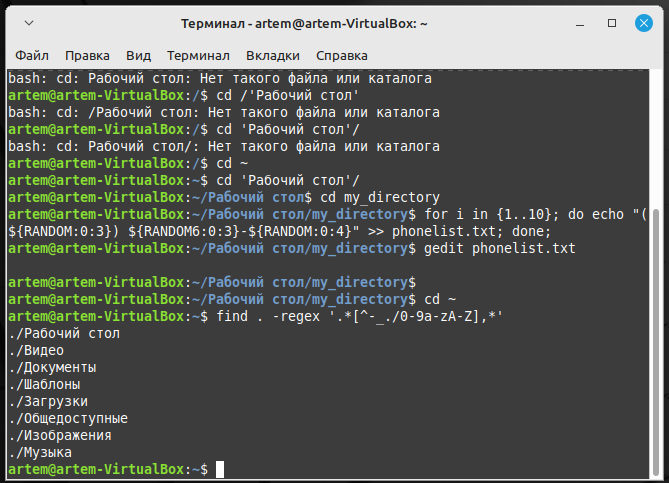 Терминал - artem@artem-VirtualBox: ~
Файл Правка Вид Терминал Вкладки Справка
bash: cd: Рабочий стол: Нет такого файла или каталога
artem@artem-VirtualBox:/$ cd /'Рабочий стол'
bash: cd: /Рабочий стол: Нет такого файла или каталога
artem@artem-VirtualBox:/$ cd 'Рабочий стол'/
bash: cd: Рабочий стол/: Нет такого файла или каталога
artem@artem-VirtualBox:/$ cd ~
artem@artem-VirtualBox:~$ cd 'Рабочий стол'/
artem@artem-VirtualBox:~/Рабочий стол$ cd my_directory
artem@artem-VirtualBox:~/Рабочий стол/my_directory$ for i in {1..10}; do echo "(
${RANDOM:0:3}) ${RANDOM6:0:3}-${RANDOM:0:4}" >> phonelist.txt; done;
artem@artem-VirtualBox:~/Рабочий стол/my_directory$ gedit phonelist.txt
artem@artem-VirtualBox:~/Рабочий стол/my_directory$
artem@artem-VirtualBox:~/Рабочий стол/my_directory$ cd ~
artem@artem-VirtualBox:~$ find . -regex '.*[^-_./0-9a-zA-Z],*'
./Рабочий стол
./Видео
./Документы
./Шаблоны
./Загрузки
./Общедоступные
./Изображения
./Музыка
artem@artem-VirtualBox:~$